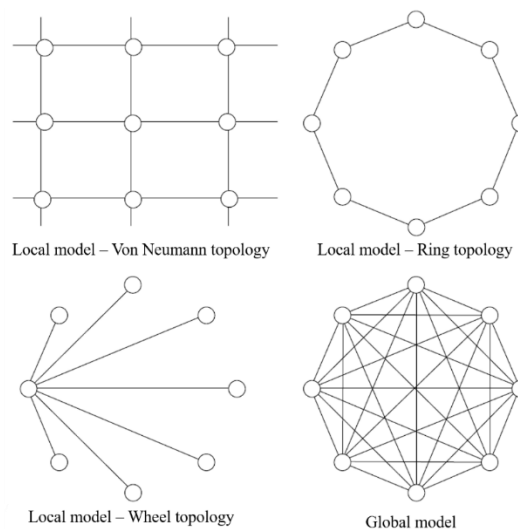 Local model – Von Neumann topology
Local model – Ring topology
Local model – Wheel topology
Global model